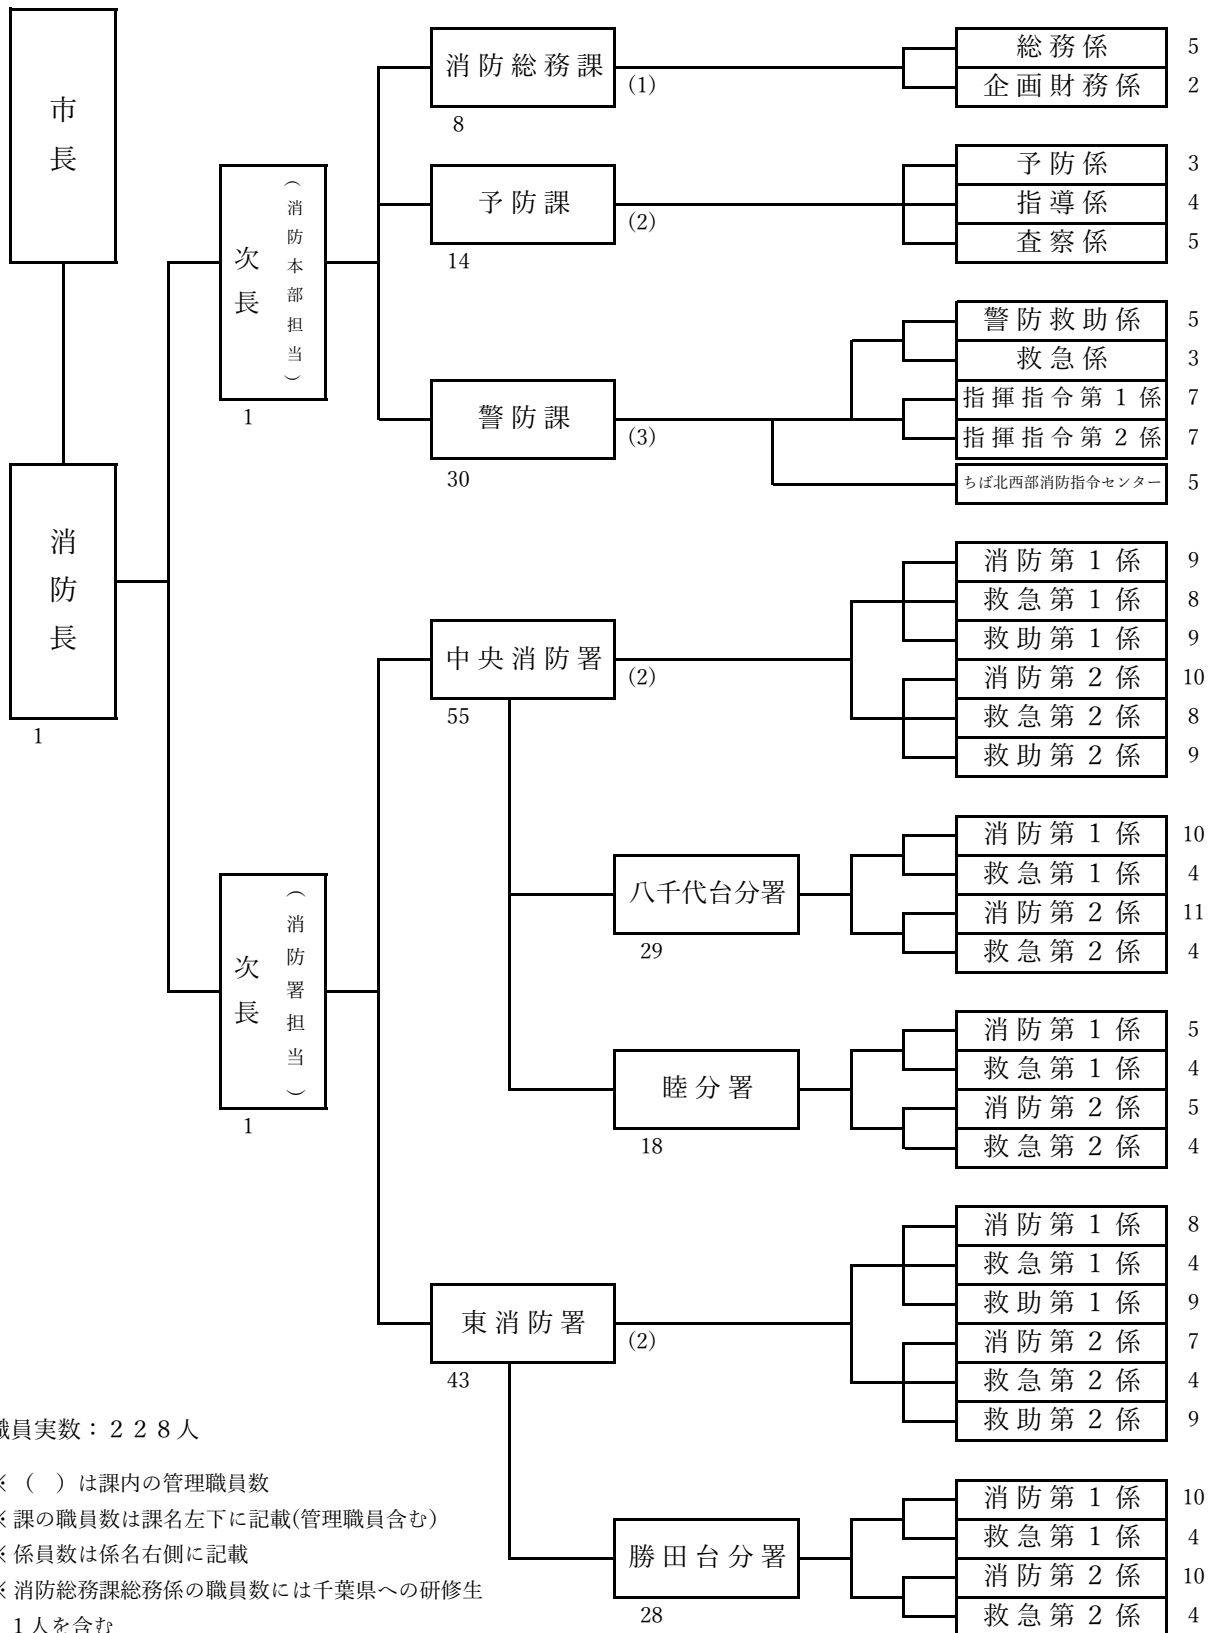 市長
消防長
1
次長
（消防本部担当）
1
次長
（消防署担当）
1
消防総務課
(1)
8
総務係 5
企画財務係 2
予防課
(2)
14
予防係 3
指導係 4
査察係 5
警防課
(3)
30
警防救助係 5
救急係 3
指揮指令第１係 7
指揮指令第２係 7
ちば北西部消防指令センター 5
中央消防署
(2)
55
消防第１係 9
救急第１係 8
救助第１係 9
消防第２係 10
救急第２係 8
救助第２係 9
八千代台分署
29
消防第１係 10
救急第１係 4
消防第２係 11
救急第２係 4
睦分署
18
消防第１係 5
救急第１係 4
消防第２係 5
救急第２係 4
東消防署
(2)
43
消防第１係 8
救急第１係 4
救助第１係 9
消防第２係 7
救急第２係 4
救助第２係 9
勝田台分署
28
消防第１係 10
救急第１係 4
消防第２係 10
救急第２係 4
職員実数：２２８人
※（　）は課内の管理職員数
※ 課の職員数は課名左下に記載(管理職員含む)
※ 係員数は係名右側に記載
※ 消防総務課総務係の職員数には千葉県への研修生
１人を含む